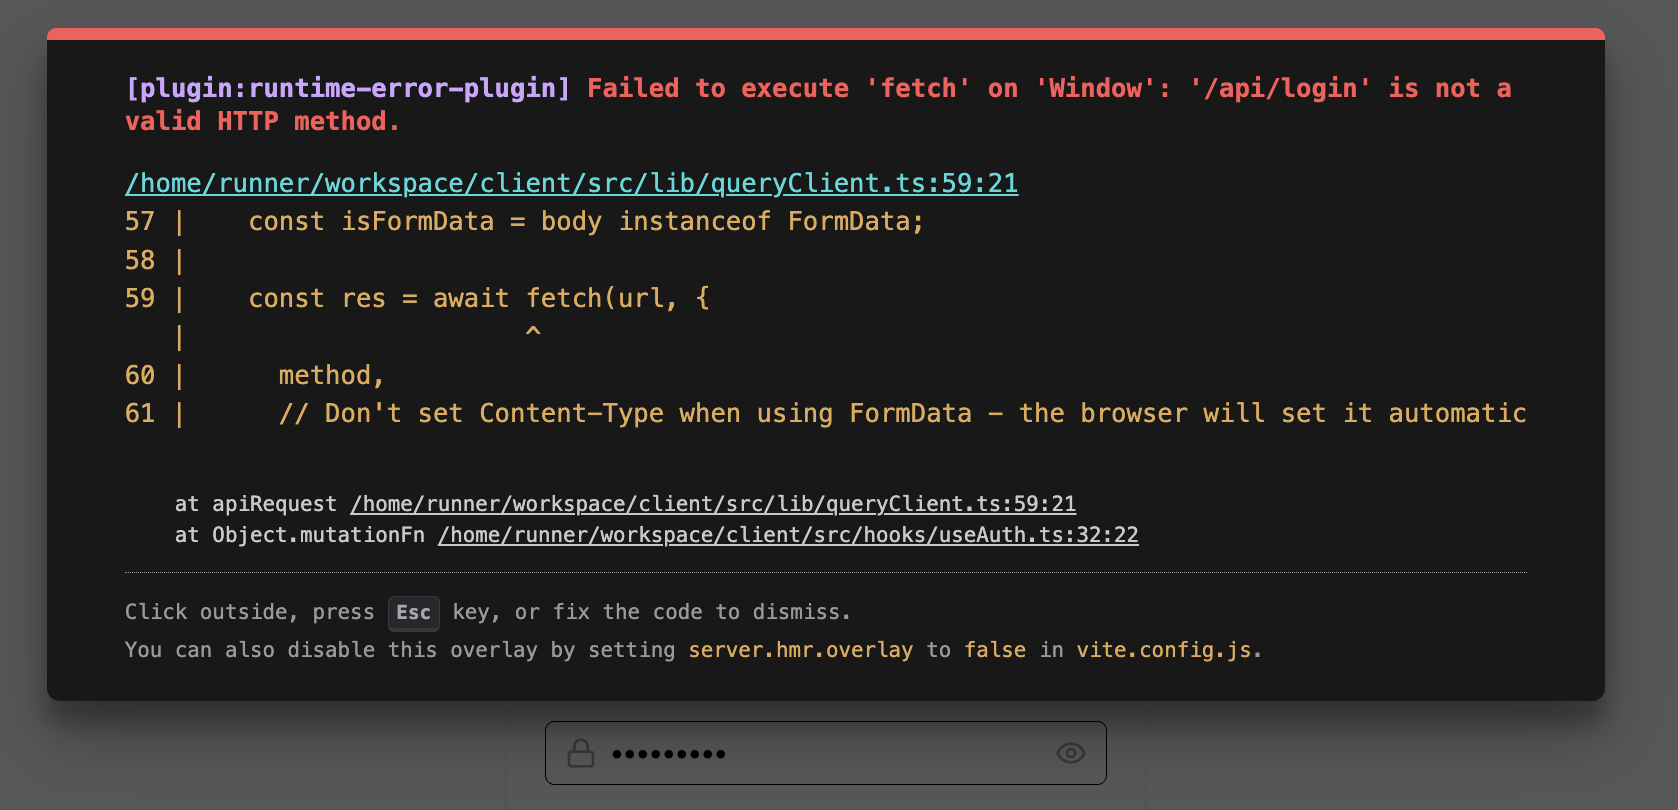 [plugin:runtime-error-plugin] Failed to execute 'fetch' on 'Window': '/api/login' is not a
valid HTTP method.
/home/runner/workspace/client/src/lib/queryClient.ts:59:21
57 |    const isFormData = body instanceof FormData;
58 |
59 |    const res = await fetch(url, {
   |                      ^
60 |      method,
61 |      // Don't set Content-Type when using FormData - the browser will set it automatic
at apiRequest /home/runner/workspace/client/src/lib/queryClient.ts:59:21
at Object.mutationFn /home/runner/workspace/client/src/hooks/useAuth.ts:32:22
Click outside, press Esc key, or fix the code to dismiss.
You can also disable this overlay by setting server.hmr.overlay to false in vite.config.js.
•••••••••